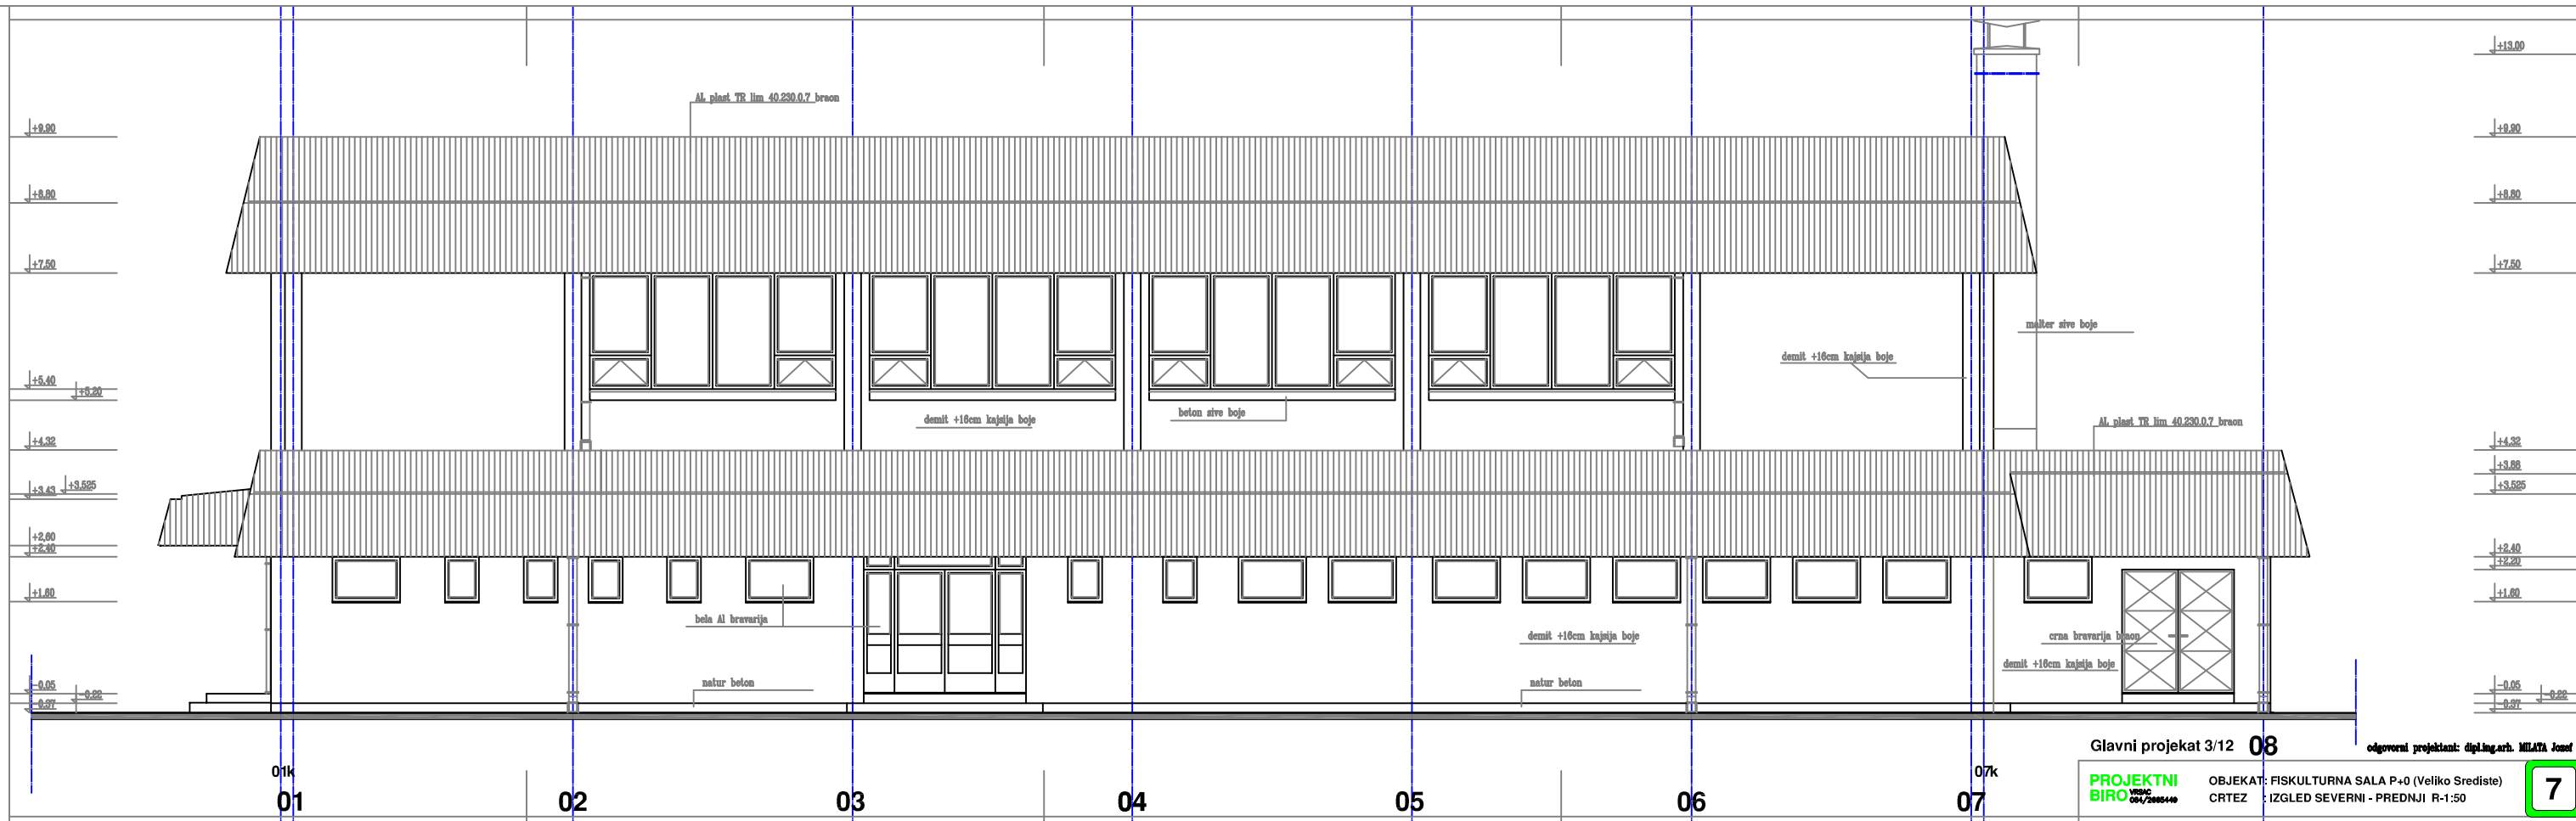 +13.00
AL plast TR lim 40.230.0.7 braon
+9.90
+9.90
+8.80
+8.80
+7.50
+7.50
malter sive boje
demit +16cm kajsija boje
+5.40
+5.20
beton sive boje
demit +16cm kajsija boje
AL plast TR lim 40.230.0.7 braon
+4.32
+4.32
+3.525
+3.43
+3.88
+3.525
+2.60
+2.40
+2.40
+2.20
+1.60
+1.60
bela Al bravarija
demit +16cm kajsija boje
crna bravarija braon
demit +16cm kajsija boje
natur beton
natur beton
-0.05
-0.22
-0.37
-0.05
-0.22
-0.37
Glavni projekat 3/12
08
odgovorni projektant: dipl.ing.arh. MILATA Jozef
01k
07k
01
02
03
04
05
06
07
PROJEKTNI
BIRO VRSAC
OBJEKAT: FISKULTURNA SALA P+0 (Veliko Srediste)
CRTEZ : IZGLED SEVERNI - PREDNJI R-1:50
7